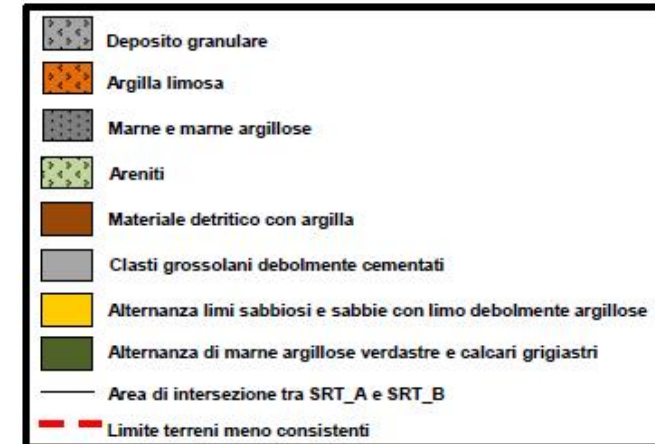 Deposito granulare
Argilla limosa
Marne e marne argillose
Areniti
Materiale detritico con argilla
Clasti grossolani debolmente cementati
Alternanza limi sabbiosi e sabbie con limo debolmente argillose
Alternanza di marne argillose verdastre e calcari grigiastri
Area di intersezione tra SRT_A e SRT_B
Limite terreni meno consistenti